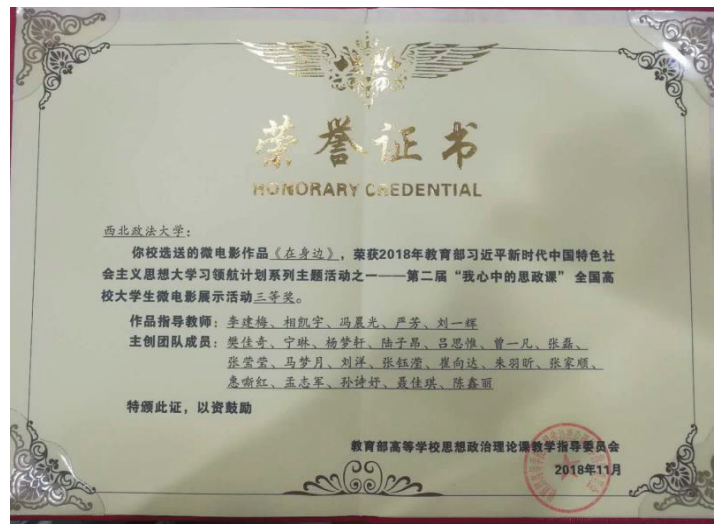 荣誉证书
HONORARY CREDENTIAL
西北政法大学：
你校选送的微电影作品《在身边》，荣获2018年教育部习近平新时代中国特色社
会主义思想大学习领航计划系列主题活动之一——第二届“我心中的思政课”全国高
校大学生微电影展示活动三等奖。
作品指导教师：李建梅、相凯宇、冯晨光、严芳、刘一辉
主创团队成员：樊佳奇、宁琳、杨梦轩、陆子昂、吕思惟、曾一凡、张磊、
张莹莹、马梦月、刘洋、张钰滢、崔向达、朱羽昕、张家顺、
惠嘶红、孟志军、孙诗妤、聂佳琪、陈鑫丽
特颁此证，以资鼓励
教育部高等学校思想政治理论课教学指导委员会
2018年11月